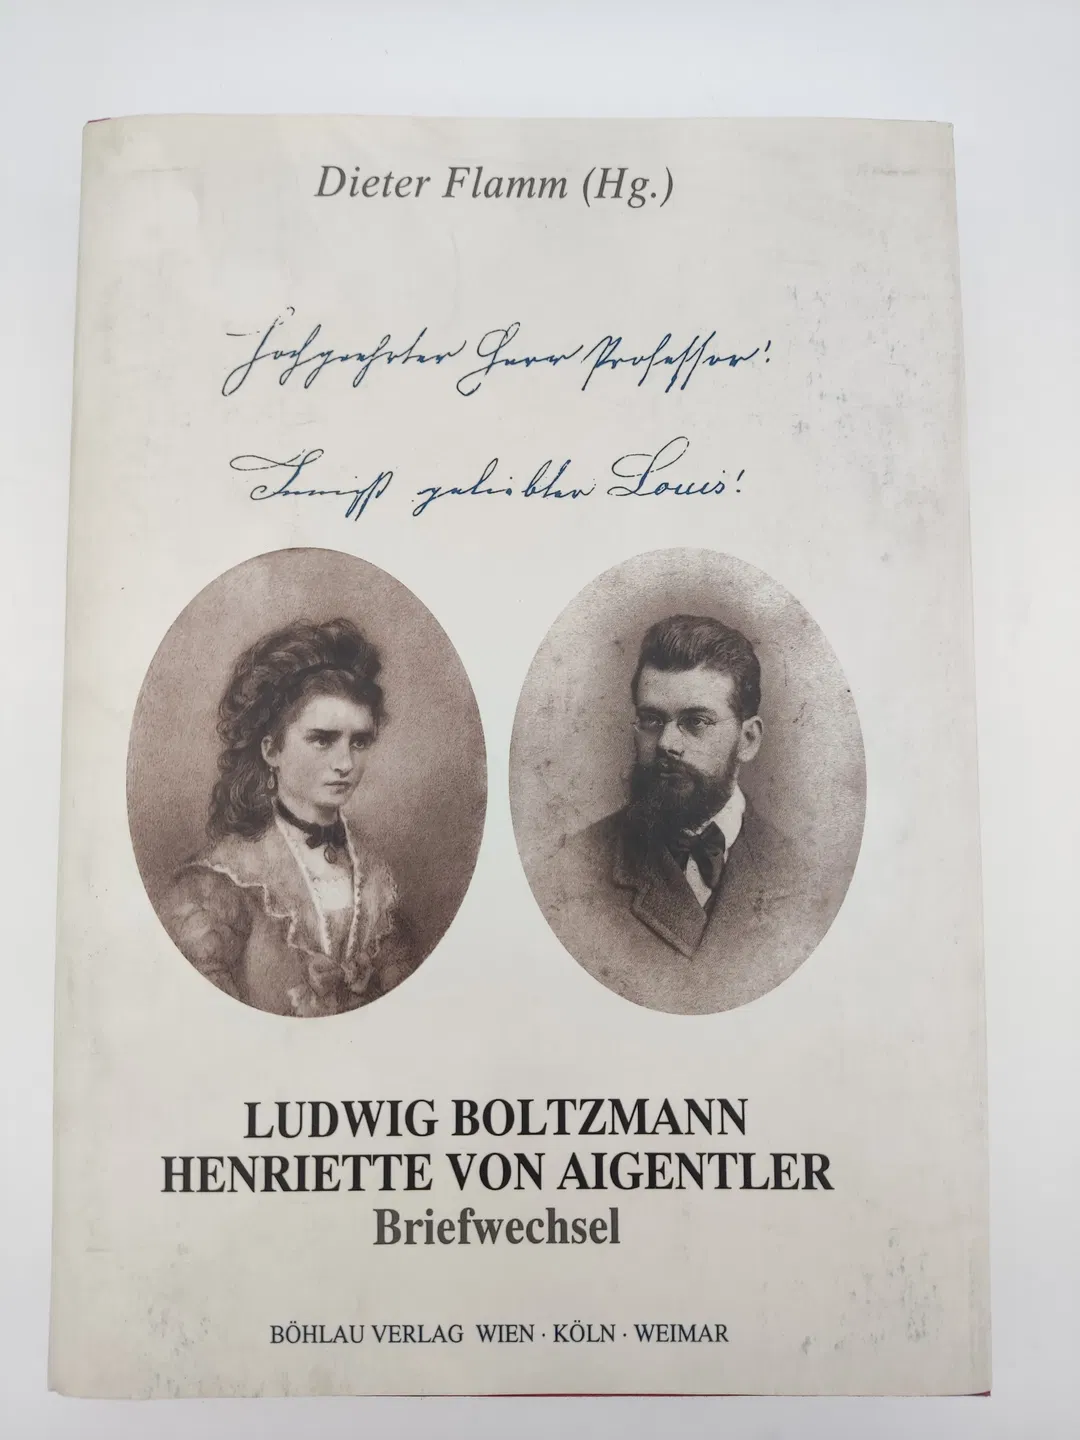 Dieter Flamm (Hg.)
Hochgeehrter Herr Professor!
Innigst geliebter Louis!
LUDWIG BOLTZMANN
HENRIETTE VON AIGENTLER
Briefwechsel
BÖHLAU VERLAG WIEN · KÖLN · WEIMAR